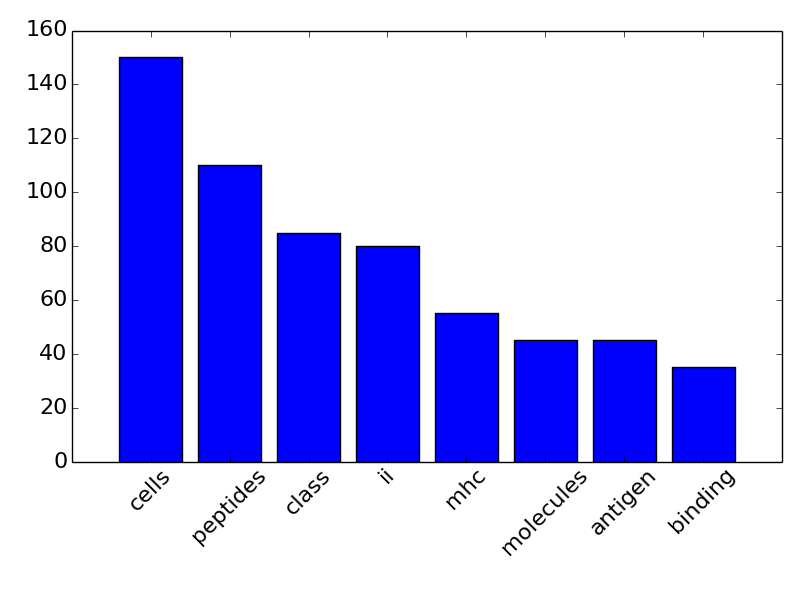 160
140
120
100
80
60
40
20
0
cells
peptides
class
ii
mhc
molecules
antigen
binding